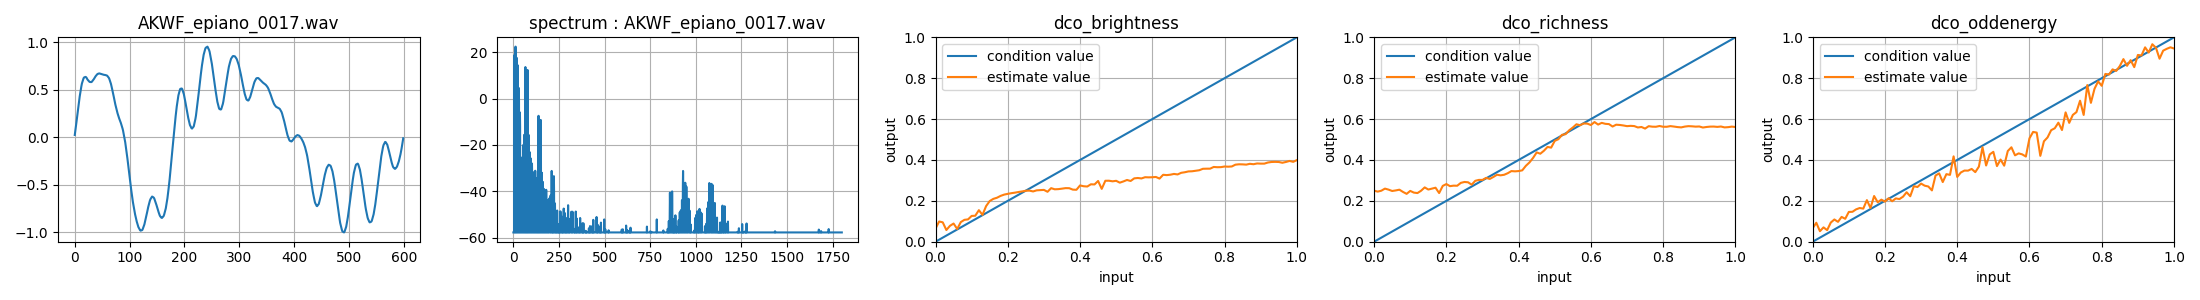 AKWF_epiano_0017.wav
1.0
0.5
0.0
−0.5
−1.0
0 100 200 300 400 500 600
spectrum : AKWF_epiano_0017.wav
20
0
−20
−40
−60
0 250 500 750 1000 1250 1500 1750
dco_brightness
condition value
estimate value
output
1.0
0.8
0.6
0.4
0.2
0.0
0.0 0.2 0.4 0.6 0.8 1.0
input
dco_richness
condition value
estimate value
output
1.0
0.8
0.6
0.4
0.2
0.0
0.0 0.2 0.4 0.6 0.8 1.0
input
dco_oddenergy
condition value
estimate value
output
1.0
0.8
0.6
0.4
0.2
0.0
0.0 0.2 0.4 0.6 0.8 1.0
input